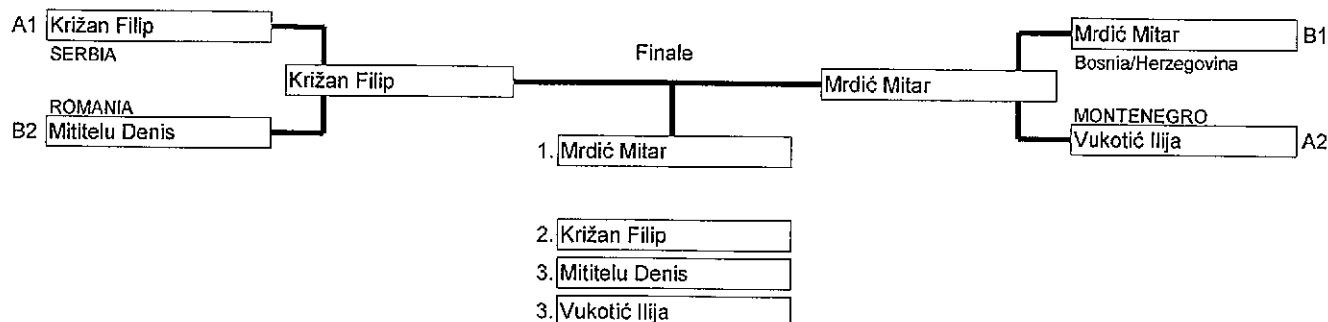 A1 Križan Filip
SERBIA
Križan Filip
ROMANIA
B2 Mititelu Denis
Finale
Mrdić Mitar B1
Bosnia/Herzegovina
Mrdić Mitar
MONTENEGRO
Vukotić Ilija A2
1. Mrdić Mitar
2. Križan Filip
3. Mititelu Denis
3. Vukotić Ilija